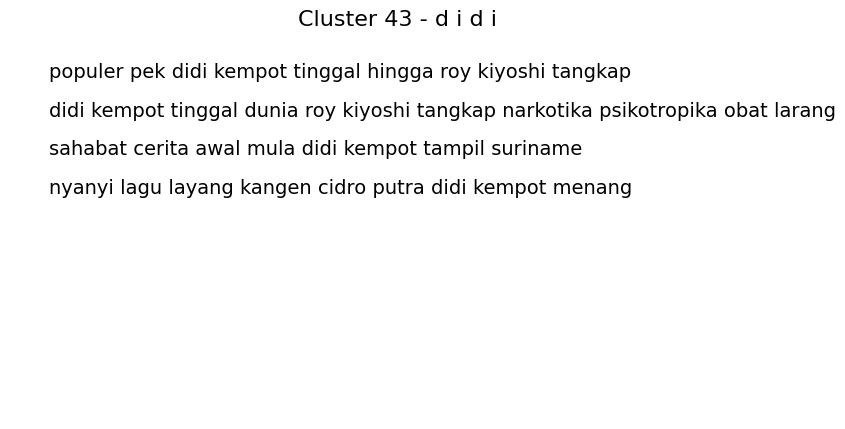 Cluster 43 - d i d i
populer pek didi kempot tinggal hingga roy kiyoshi tangkap
didi kempot tinggal dunia roy kiyoshi tangkap narkotika psikotropika obat larang
sahabat cerita awal mula didi kempot tampil suriname
nyanyi lagu layang kangen cidro putra didi kempot menang